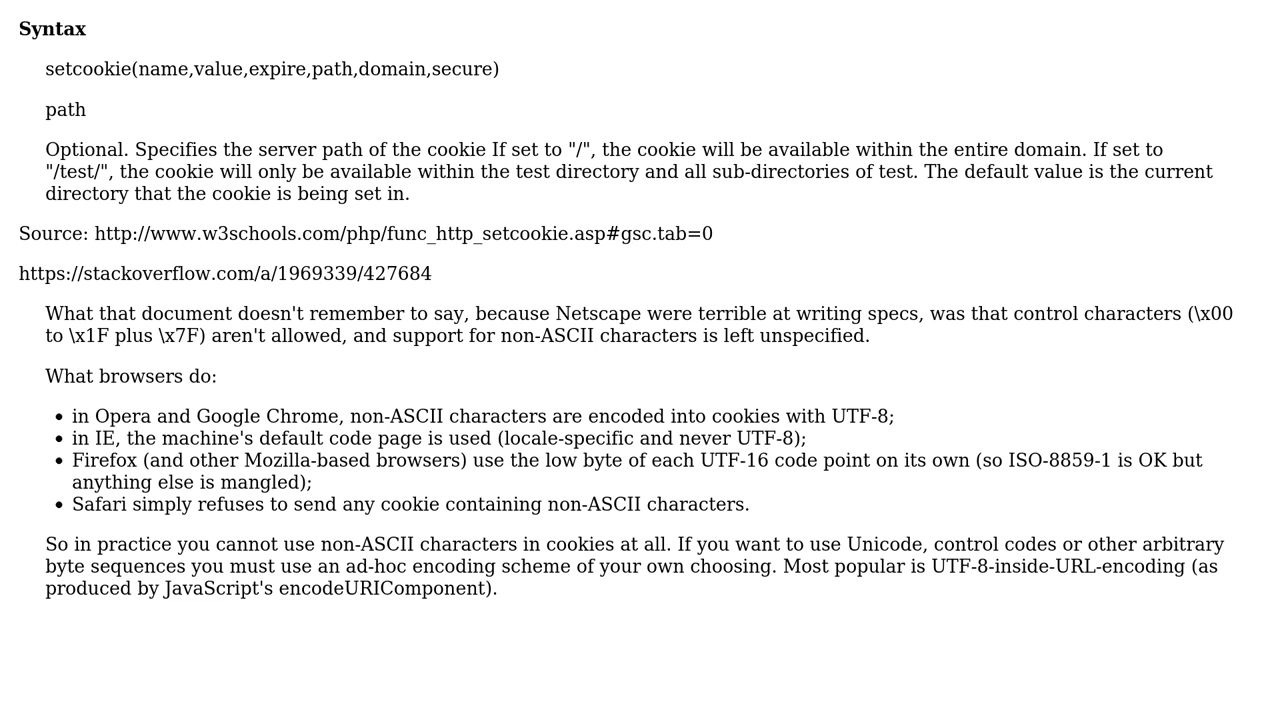 Syntax
setcookie(name,value,expire,path,domain,secure)
path
Optional. Specifies the server path of the cookie If set to "/", the cookie will be available within the entire domain. If set to
"/test/", the cookie will only be available within the test directory and all sub-directories of test. The default value is the current
directory that the cookie is being set in.
Source: http://www.w3schools.com/php/func_http_setcookie.asp#gsc.tab=0
https://stackoverflow.com/a/1969339/427684
What that document doesn't remember to say, because Netscape were terrible at writing specs, was that control characters (\x00
to \x1F plus \x7F) aren't allowed, and support for non-ASCII characters is left unspecified.
What browsers do:
• in Opera and Google Chrome, non-ASCII characters are encoded into cookies with UTF-8;
• in IE, the machine's default code page is used (locale-specific and never UTF-8);
• Firefox (and other Mozilla-based browsers) use the low byte of each UTF-16 code point on its own (so ISO-8859-1 is OK but
anything else is mangled);
• Safari simply refuses to send any cookie containing non-ASCII characters.
So in practice you cannot use non-ASCII characters in cookies at all. If you want to use Unicode, control codes or other arbitrary
byte sequences you must use an ad-hoc encoding scheme of your own choosing. Most popular is UTF-8-inside-URL-encoding (as
produced by JavaScript's encodeURIComponent).